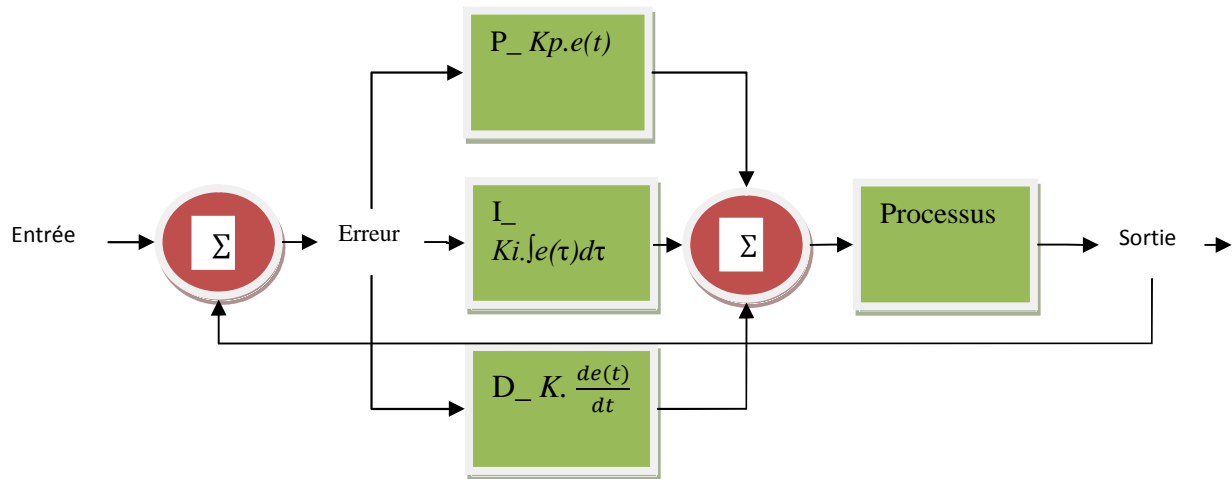 P_ Kp.e(t)
Entrée
Σ
Erreur
I_
Ki.∫e(τ)dτ
Σ
Processus
Sortie
D_ K. de(t)/dt